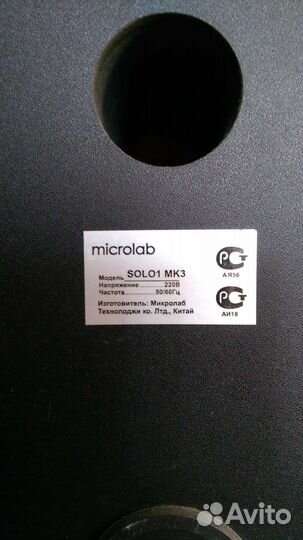 microlab
Модель SOLO1 MK3
Напряжение..............220В
Частота..................50/60Гц
Изготовитель: Микролаб
Технолоджи ко. Лтд., Китай
РСТ
АЯ56
РСТ
АИ18
Avito